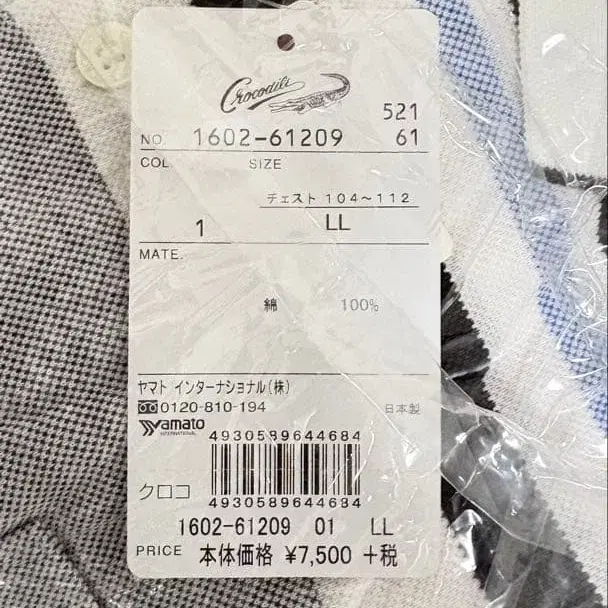 Crocodile
521
NO. 1602-61209 61
COL. SIZE
チェスト 104~112
1 LL
MATE.
綿 100%
ヤマト インターナショナル(株)
0120-810-194 日本製
Yamato
INTERNATIONAL
4930589644684
クロコ
4930589644684
1602-61209 01 LL
PRICE 本体価格 ¥7,500 +税